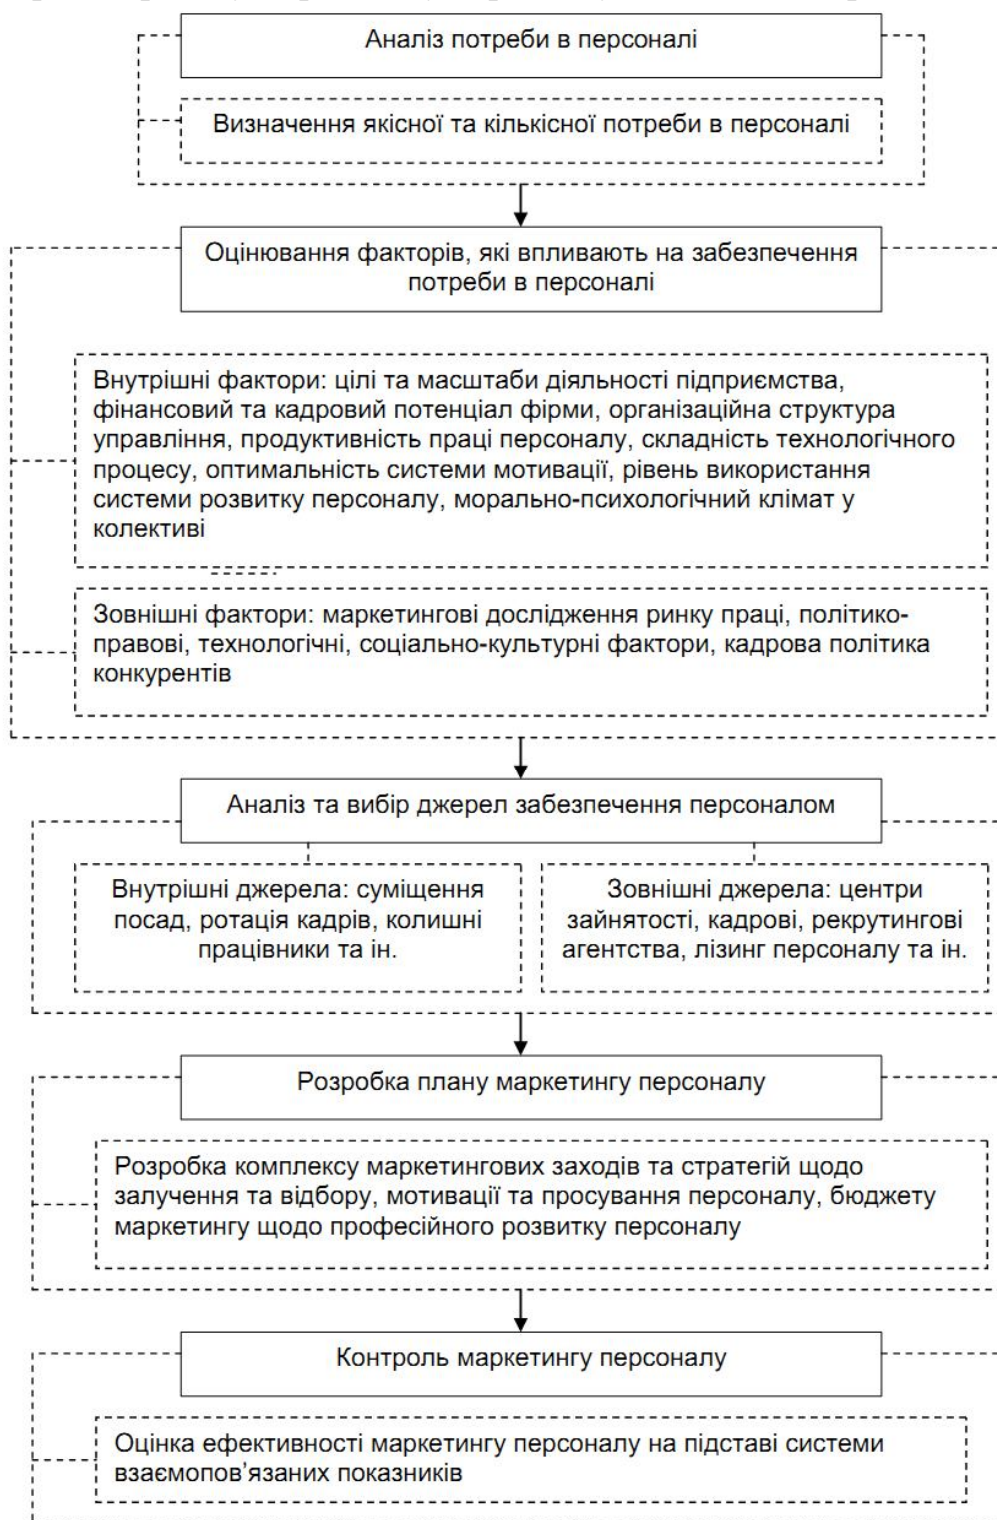 Аналіз потреби в персоналі
Визначення якісної та кількісної потреби в персоналі
Оцінювання факторів, які впливають на забезпечення
потреби в персоналі
Внутрішні фактори: цілі та масштаби діяльності підприємства,
фінансовий та кадровий потенціал фірми, організаційна структура
управління, продуктивність праці персоналу, складність технологічного
процесу, оптимальність системи мотивації, рівень використання
системи розвитку персоналу, морально-психологічний клімат у
колективі
Зовнішні фактори: маркетингові дослідження ринку праці, політико-
правові, технологічні, соціально-культурні фактори, кадрова політика
конкурентів
Аналіз та вибір джерел забезпечення персоналом
Внутрішні джерела: суміщення
посад, ротація кадрів, колишні
працівники та ін.
Зовнішні джерела: центри
зайнятості, кадрові, рекрутингові
агентства, лізинг персоналу та ін.
Розробка плану маркетингу персоналу
Розробка комплексу маркетингових заходів та стратегій щодо
залучення та відбору, мотивації та просування персоналу, бюджету
маркетингу щодо професійного розвитку персоналу
Контроль маркетингу персоналу
Оцінка ефективності маркетингу персоналу на підставі системи
взаємопов’язаних показників